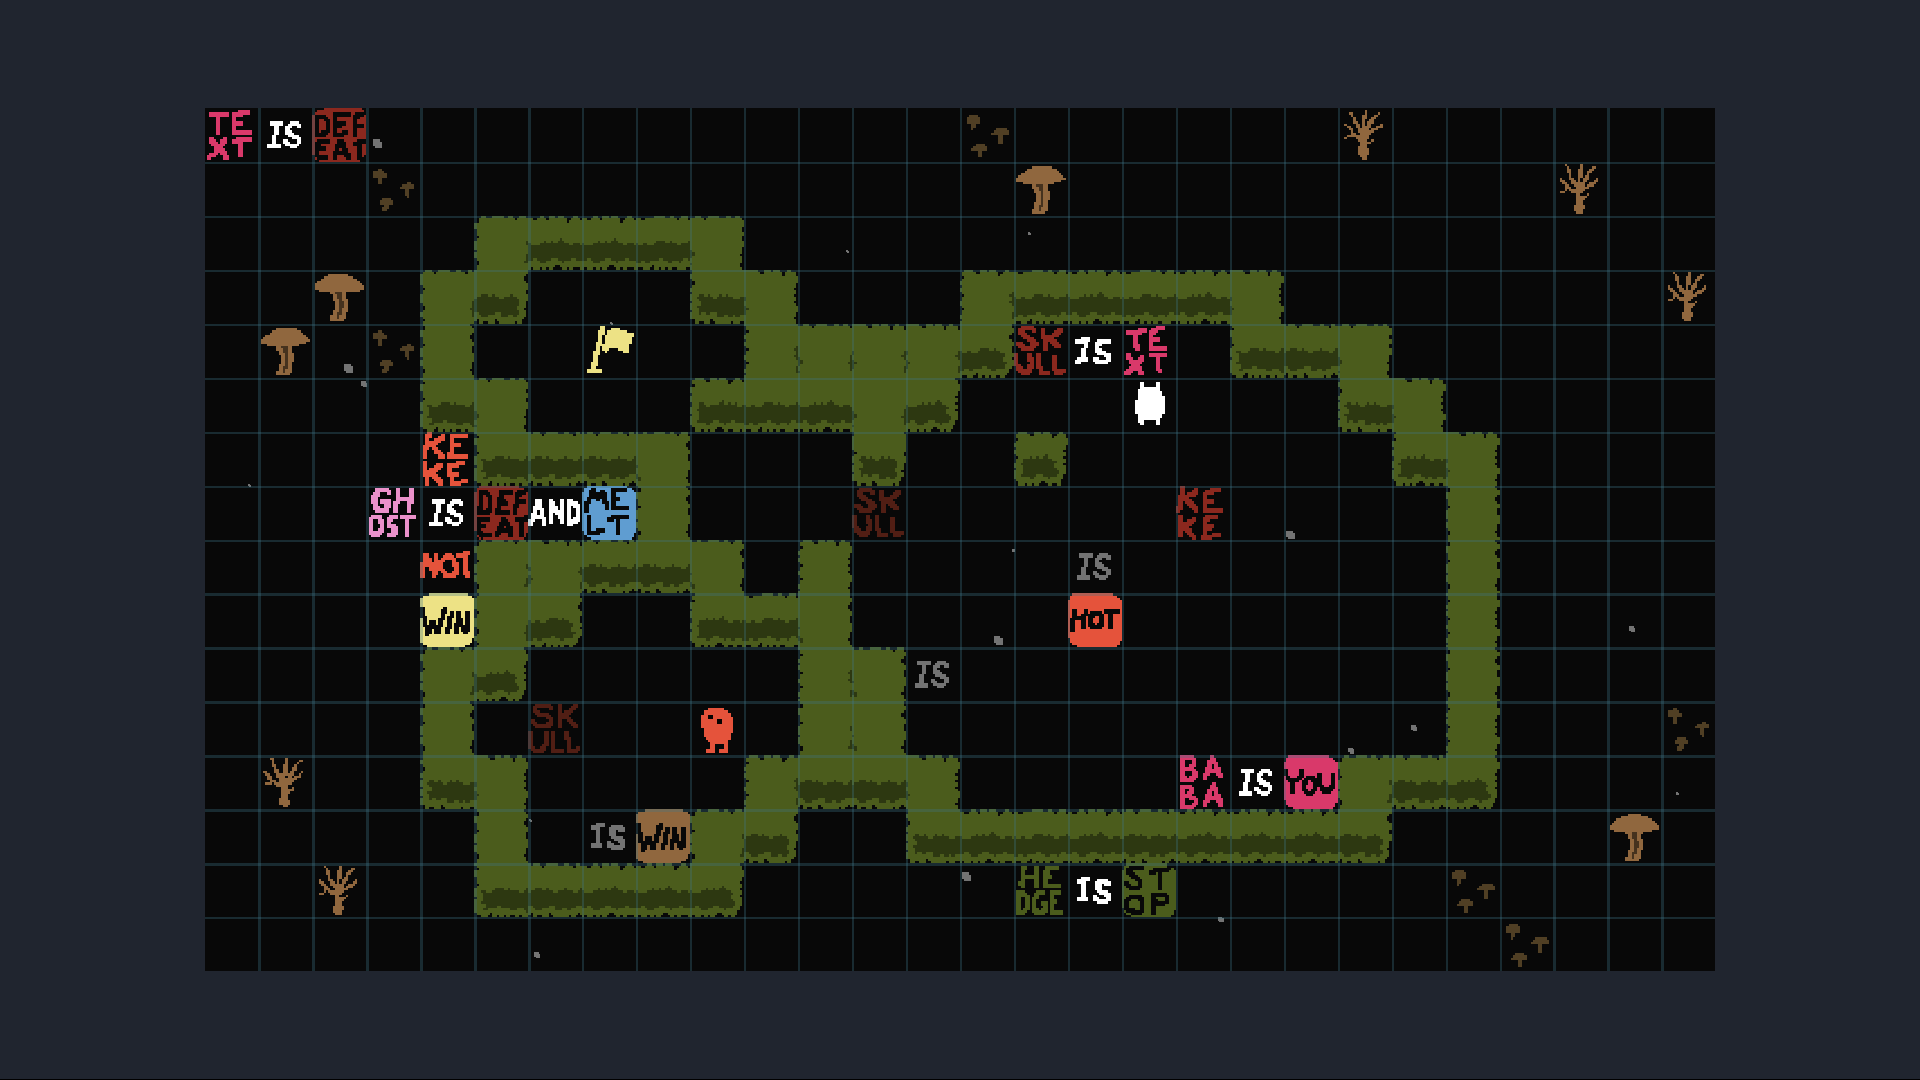 TEXT IS DEFEAT
SKULL IS TEXT
KEKE
GHOST IS DEFEAT AND MELT
SKULL
KEKE
NOT
IS
WIN
HOT
IS
SKULL
BABA IS YOU
IS WIN
HEDGE IS STOP